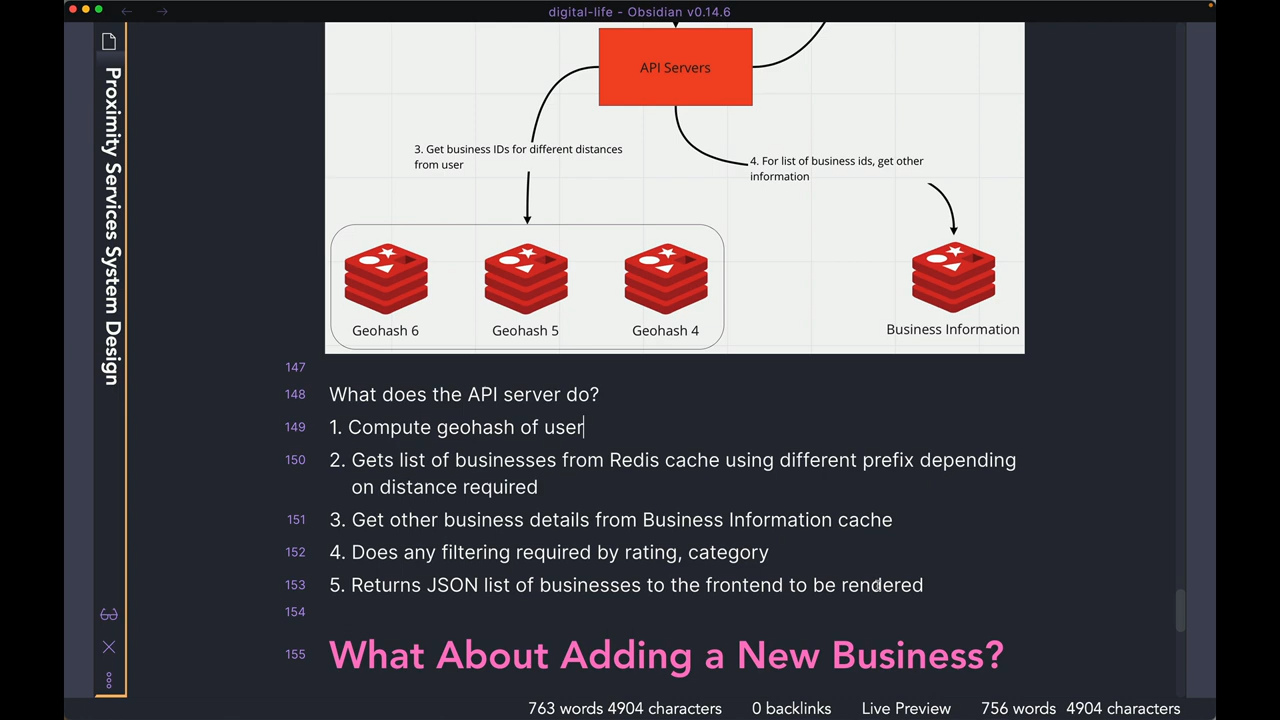 digital-life - Obsidian v0.14.6
Proximity Services System Design
API Servers
3. Get business IDs for different distances
from user
4. For list of business ids, get other
information
Geohash 6
Geohash 5
Geohash 4
Business Information
147
148 What does the API server do?
149 1. Compute geohash of user
150 2. Gets list of businesses from Redis cache using different prefix depending
on distance required
151 3. Get other business details from Business Information cache
152 4. Does any filtering required by rating, category
153 5. Returns JSON list of businesses to the frontend to be rendered
154
155 What About Adding a New Business?
763 words 4904 characters 0 backlinks Live Preview 756 words 4904 characters